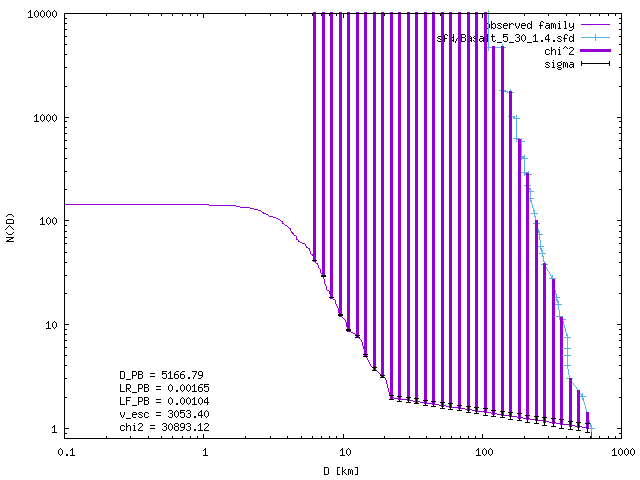 10000
1000
100
10
1
N(>D)
observed family
sfd/Basalt_5_30_1.4.sfd
chi^2
sigma
D_PB = 5166.79
LR_PB = 0.00165
LF_PB = 0.00104
v_esc = 3053.40
chi2 = 30893.12
0.1 1 10 100 1000
D [km]